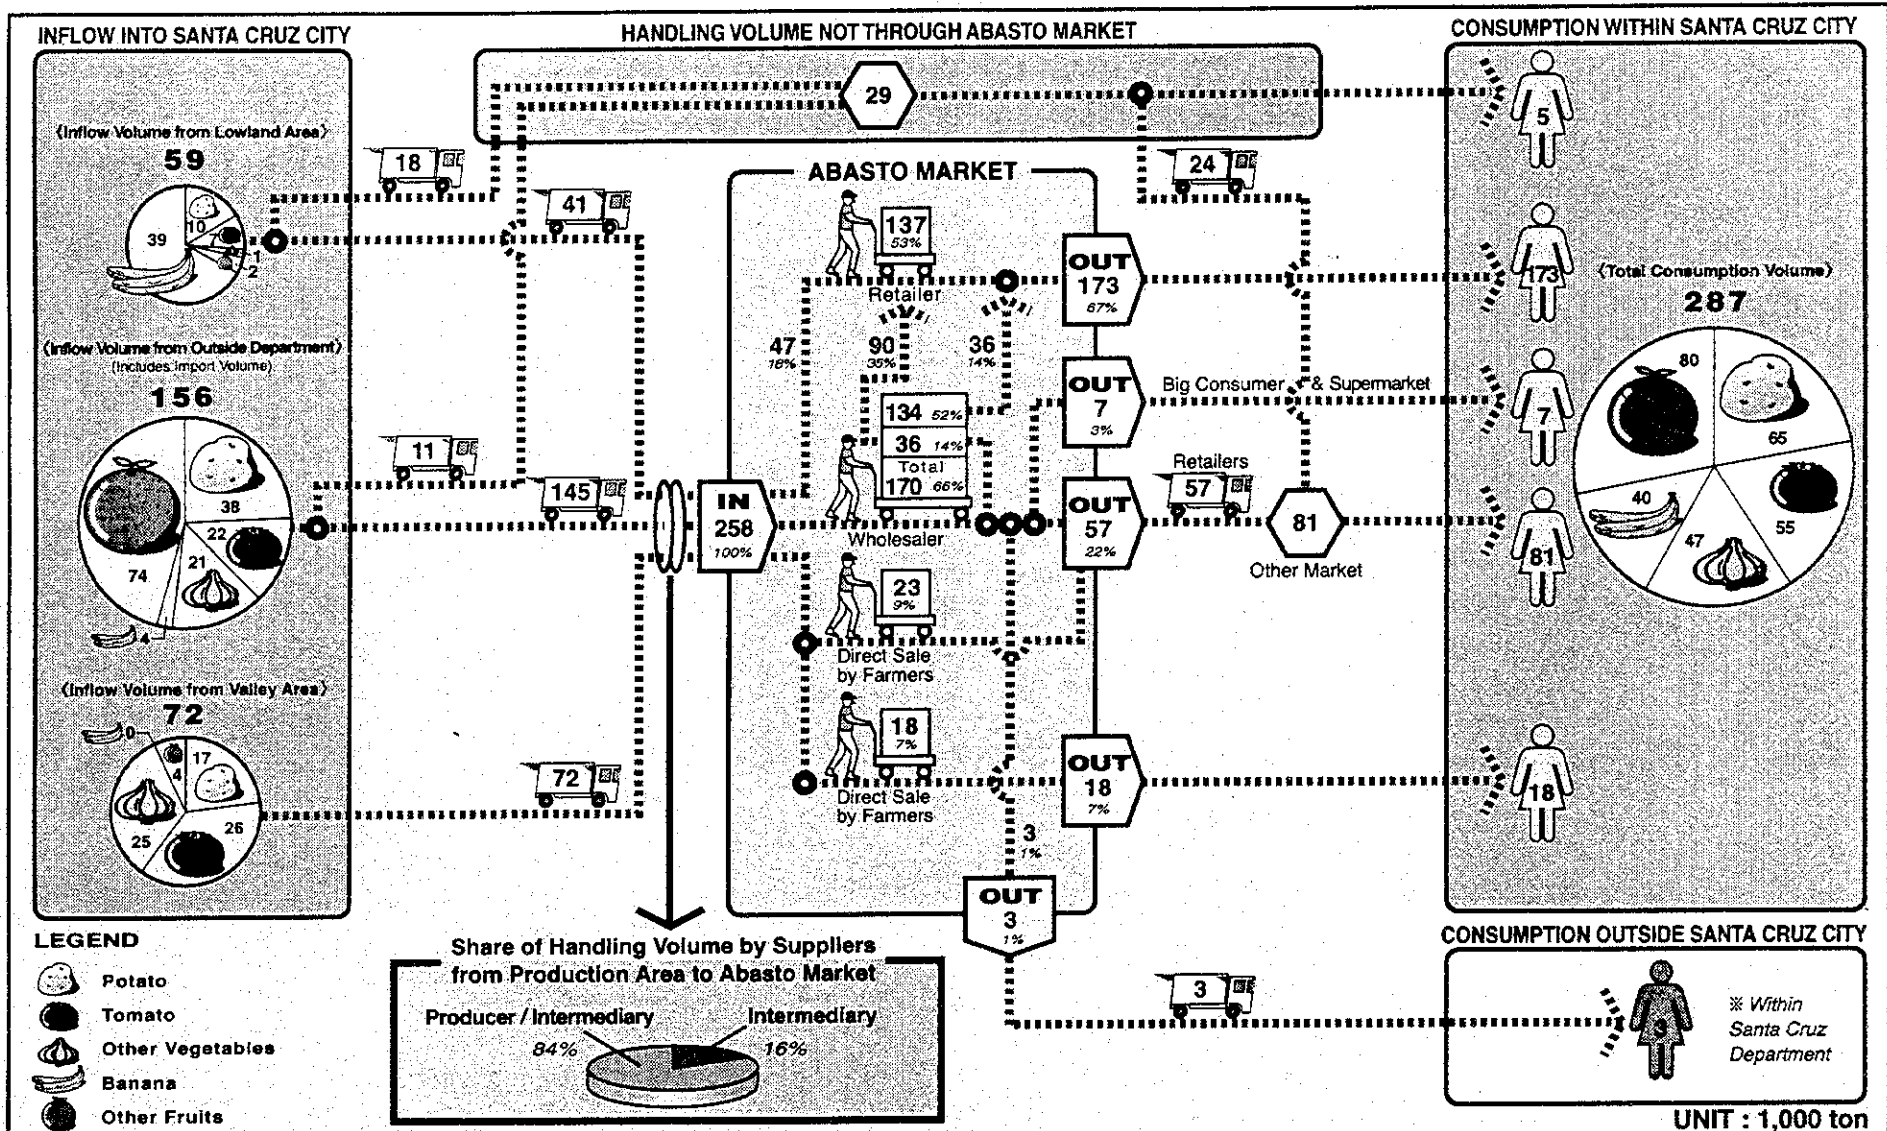 INFLOW INTO SANTA CRUZ CITY
(Inflow Volume from Lowland Area)
59
39
10
7
1
2
(Inflow Volume from Outside Department)
(Includes Import Volume)
156
38
22
21
74
4
(Inflow Volume from Valley Area)
72
0
17
4
26
25
18
41
11
145
72
HANDLING VOLUME NOT THROUGH ABASTO MARKET
29
24
ABASTO MARKET
137
53%
Retailer
47
18%
90
35%
36
14%
134 52%
36 14%
Total
170 66%
Wholesaler
IN
258
100%
23
9%
Direct Sale
by Farmers
18
7%
Direct Sale
by Farmers
3
1%
OUT
173
67%
OUT
7
3%
OUT
57
22%
OUT
18
7%
OUT
3
1%
Big Consumer & Supermarket
Retailers
57
81
Other Market
3
CONSUMPTION WITHIN SANTA CRUZ CITY
5
173
7
81
18
(Total Consumption Volume)
287
80
65
40
55
47
CONSUMPTION OUTSIDE SANTA CRUZ CITY
3
※ Within
Santa Cruz
Department
LEGEND
Potato
Tomato
Other Vegetables
Banana
Other Fruits
Share of Handling Volume by Suppliers
from Production Area to Abasto Market
Producer / Intermediary
84%
Intermediary
16%
UNIT : 1,000 ton